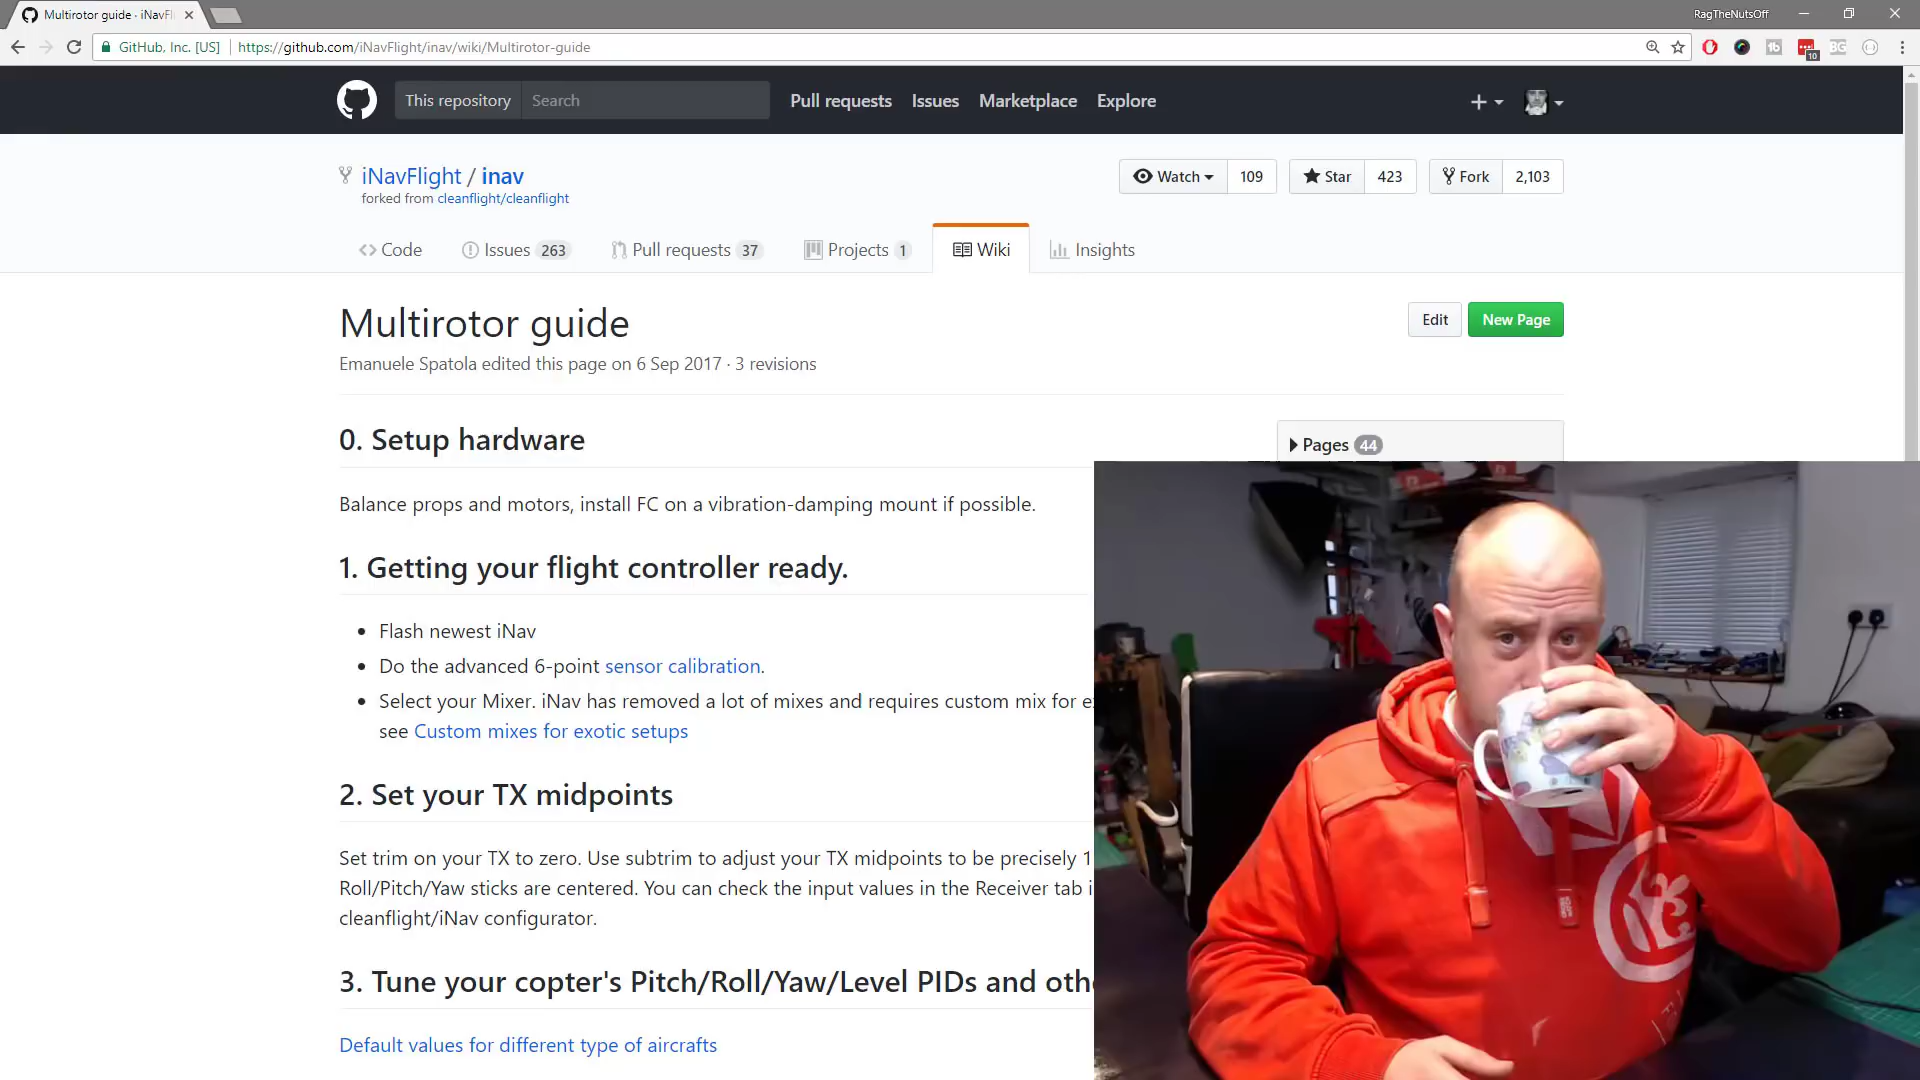 Multirotor guide · iNavFl
RagTheNutsOff
GitHub, Inc. [US]
https://github.com/iNavFlight/inav/wiki/Multirotor-guide
10
BG
This repository
Search
Pull requests
Issues
Marketplace
Explore
iNavFlight / inav
forked from cleanflight/cleanflight
Watch 109
Star 423
Fork 2,103
Code
Issues 263
Pull requests 37
Projects 1
Wiki
Insights
Multirotor guide
Edit
New Page
Emanuele Spatola edited this page on 6 Sep 2017 · 3 revisions
0. Setup hardware
Pages 44
Balance props and motors, install FC on a vibration-damping mount if possible.
1. Getting your flight controller ready.
Flash newest iNav
Do the advanced 6-point sensor calibration.
Select your Mixer. iNav has removed a lot of mixes and requires custom mix for
see Custom mixes for exotic setups
2. Set your TX midpoints
Set trim on your TX to zero. Use subtrim to adjust your TX midpoints to be precisely 1
Roll/Pitch/Yaw sticks are centered. You can check the input values in the Receiver tab
cleanflight/iNav configurator.
3. Tune your copter's Pitch/Roll/Yaw/Level PIDs and oth
Default values for different type of aircrafts